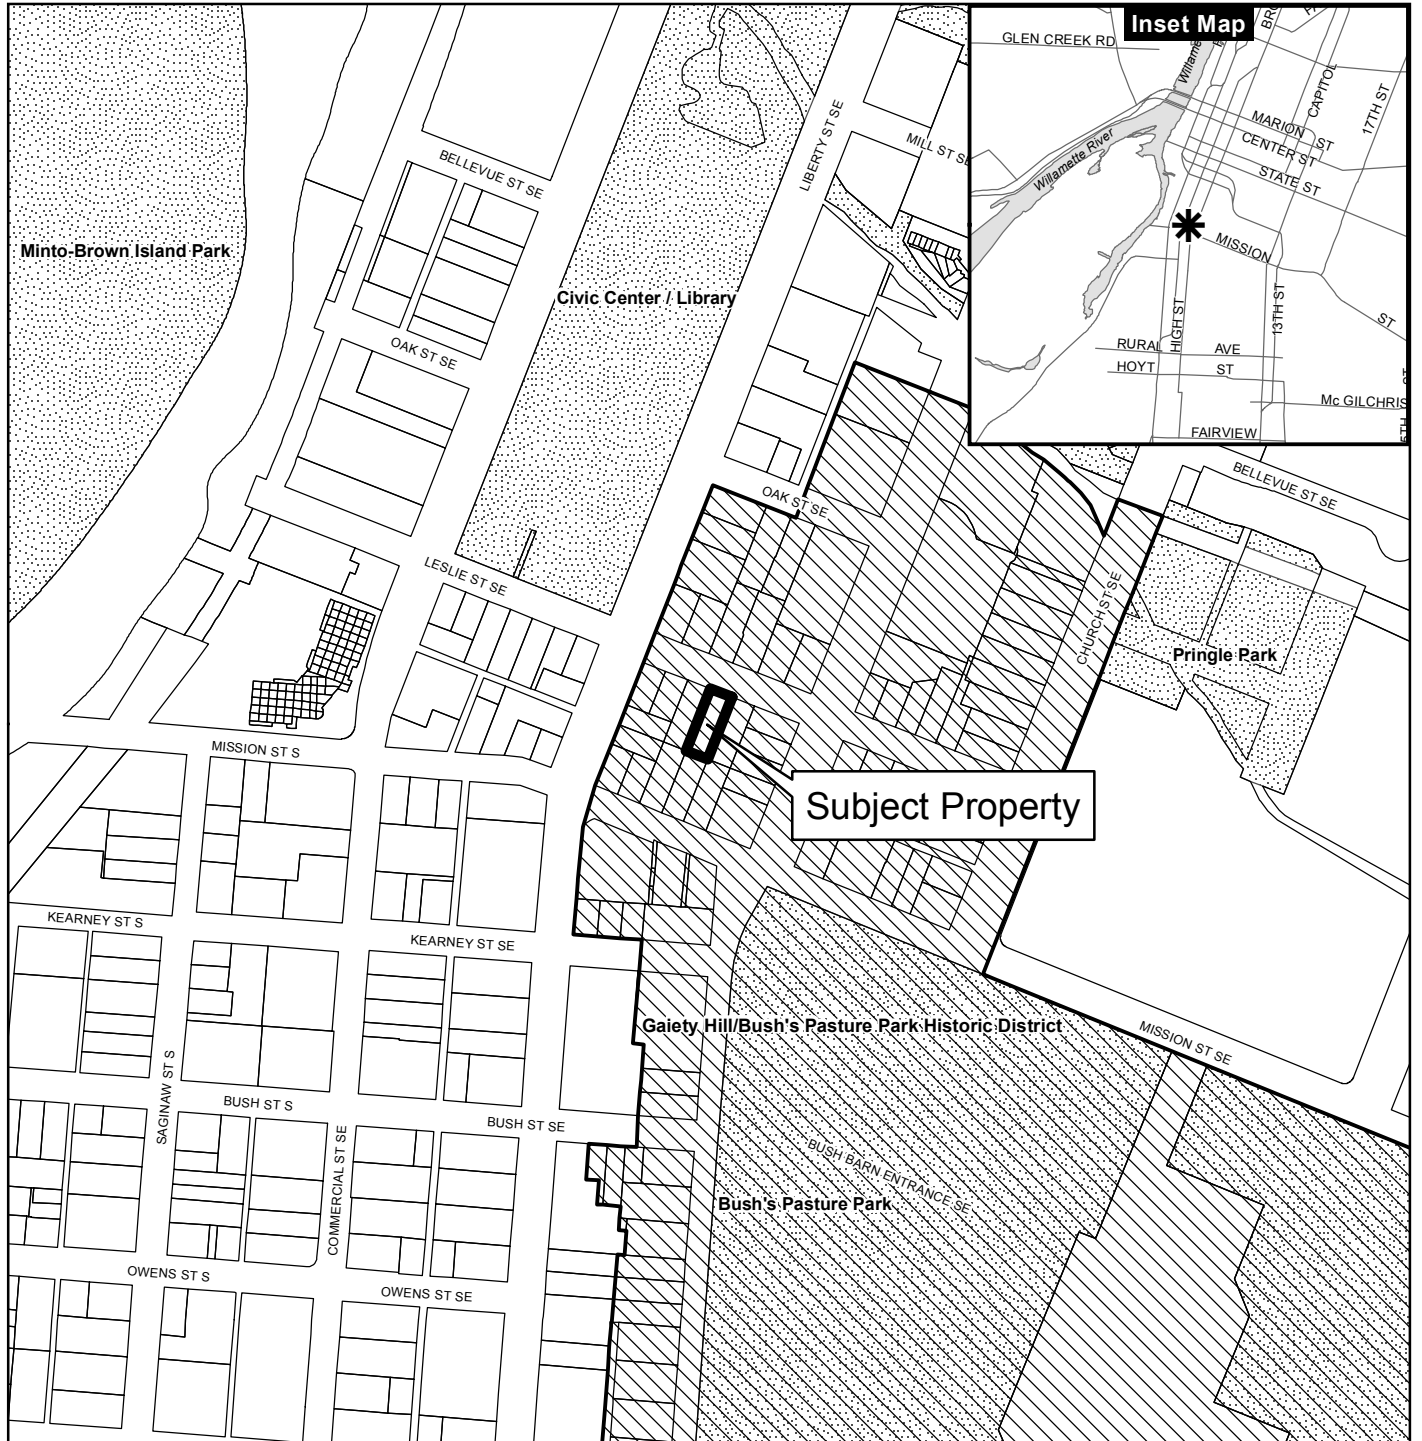 Inset Map
GLEN CREEK RD
Willamette River
MARION ST
CENTER ST
STATE ST
CAPITOL
17TH ST
MISSION ST
HIGH ST
13TH ST
RURAL AVE
HOYT ST
Mc GILCHRIS
FAIRVIEW
BELLEVUE ST SE
LIBERTY ST SE
MILL ST SE
Minto-Brown Island Park
Civic Center / Library
OAK ST SE
OAK ST SE
BELLEVUE ST SE
LESLIE ST SE
CHURCH ST SE
Pringle Park
MISSION ST S
Subject Property
KEARNEY ST S
KEARNEY ST SE
Gaiety Hill/Bush's Pasture Park Historic District
MISSION ST SE
SAGINAW ST S
BUSH ST S
BUSH ST SE
COMMERCIAL ST SE
BUSH BARN ENTRANCE SE
Bush's Pasture Park
OWENS ST S
OWENS ST SE